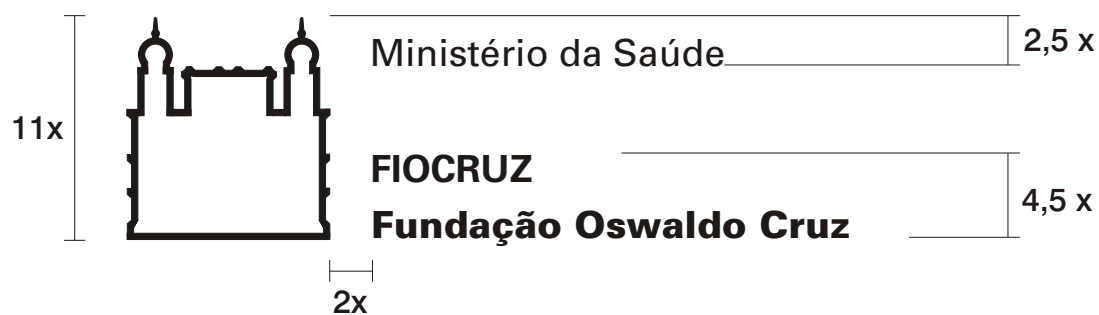 Ministério da Saúde
2,5 x
11x
FIOCRUZ
Fundação Oswaldo Cruz
4,5 x
2x